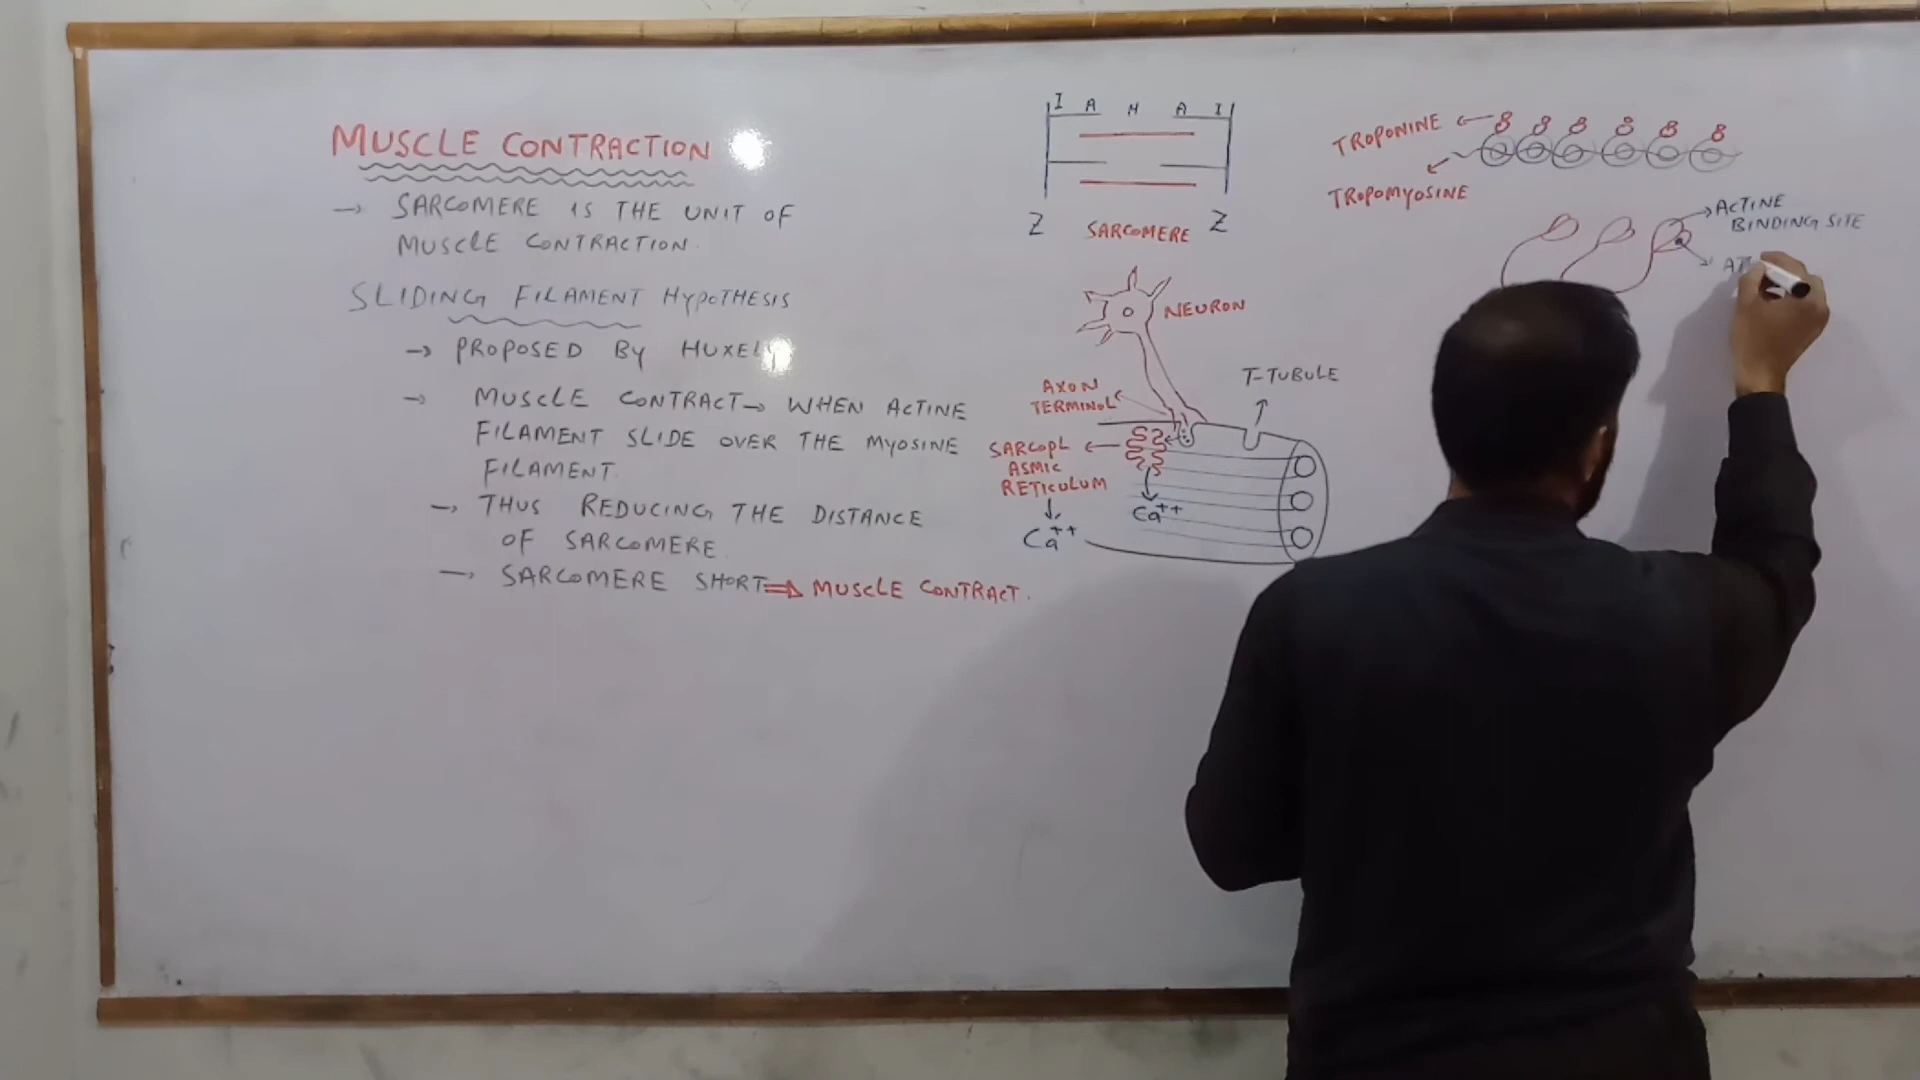 MUSCLE CONTRACTION
→ SARCOMERE IS THE UNIT OF
MUSCLE CONTRACTION.
SLIDING FILAMENT HYPOTHESIS
→ PROPOSED BY HUXELY
→ MUSCLE CONTRACT → WHEN ACTINE
FILAMENT SLIDE OVER THE MYOSINE
FILAMENT.
→ THUS REDUCING THE DISTANCE
OF SARCOMERE
→ SARCOMERE SHORT ⇒ MUSCLE CONTRACT.
I A H A I
Z SARCOMERE Z
NEURON
AXON
TERMINOL
T-TUBULE
SARCOPL
ASMIC
RETICULUM
Ca++
Ca++
TROPONINE
TROPOMYOSINE
ACTINE
BINDING SITE